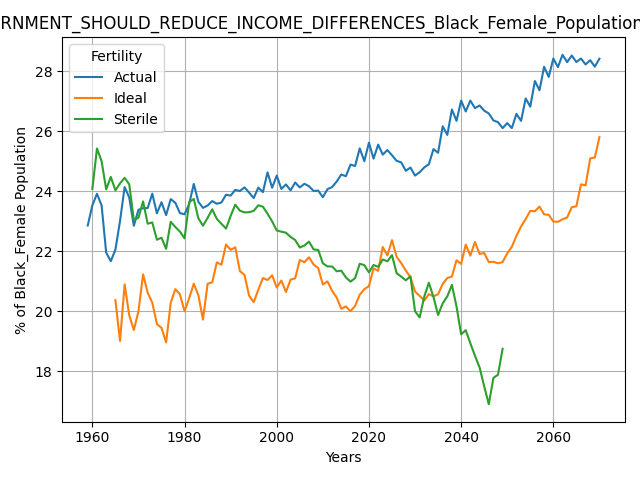 RNMENT_SHOULD_REDUCE_INCOME_DIFFERENCES_Black_Female_Population
Fertility
Actual
Ideal
Sterile
% of Black_Female Population
28
26
24
22
20
18
1960
1980
2000
2020
2040
2060
Years